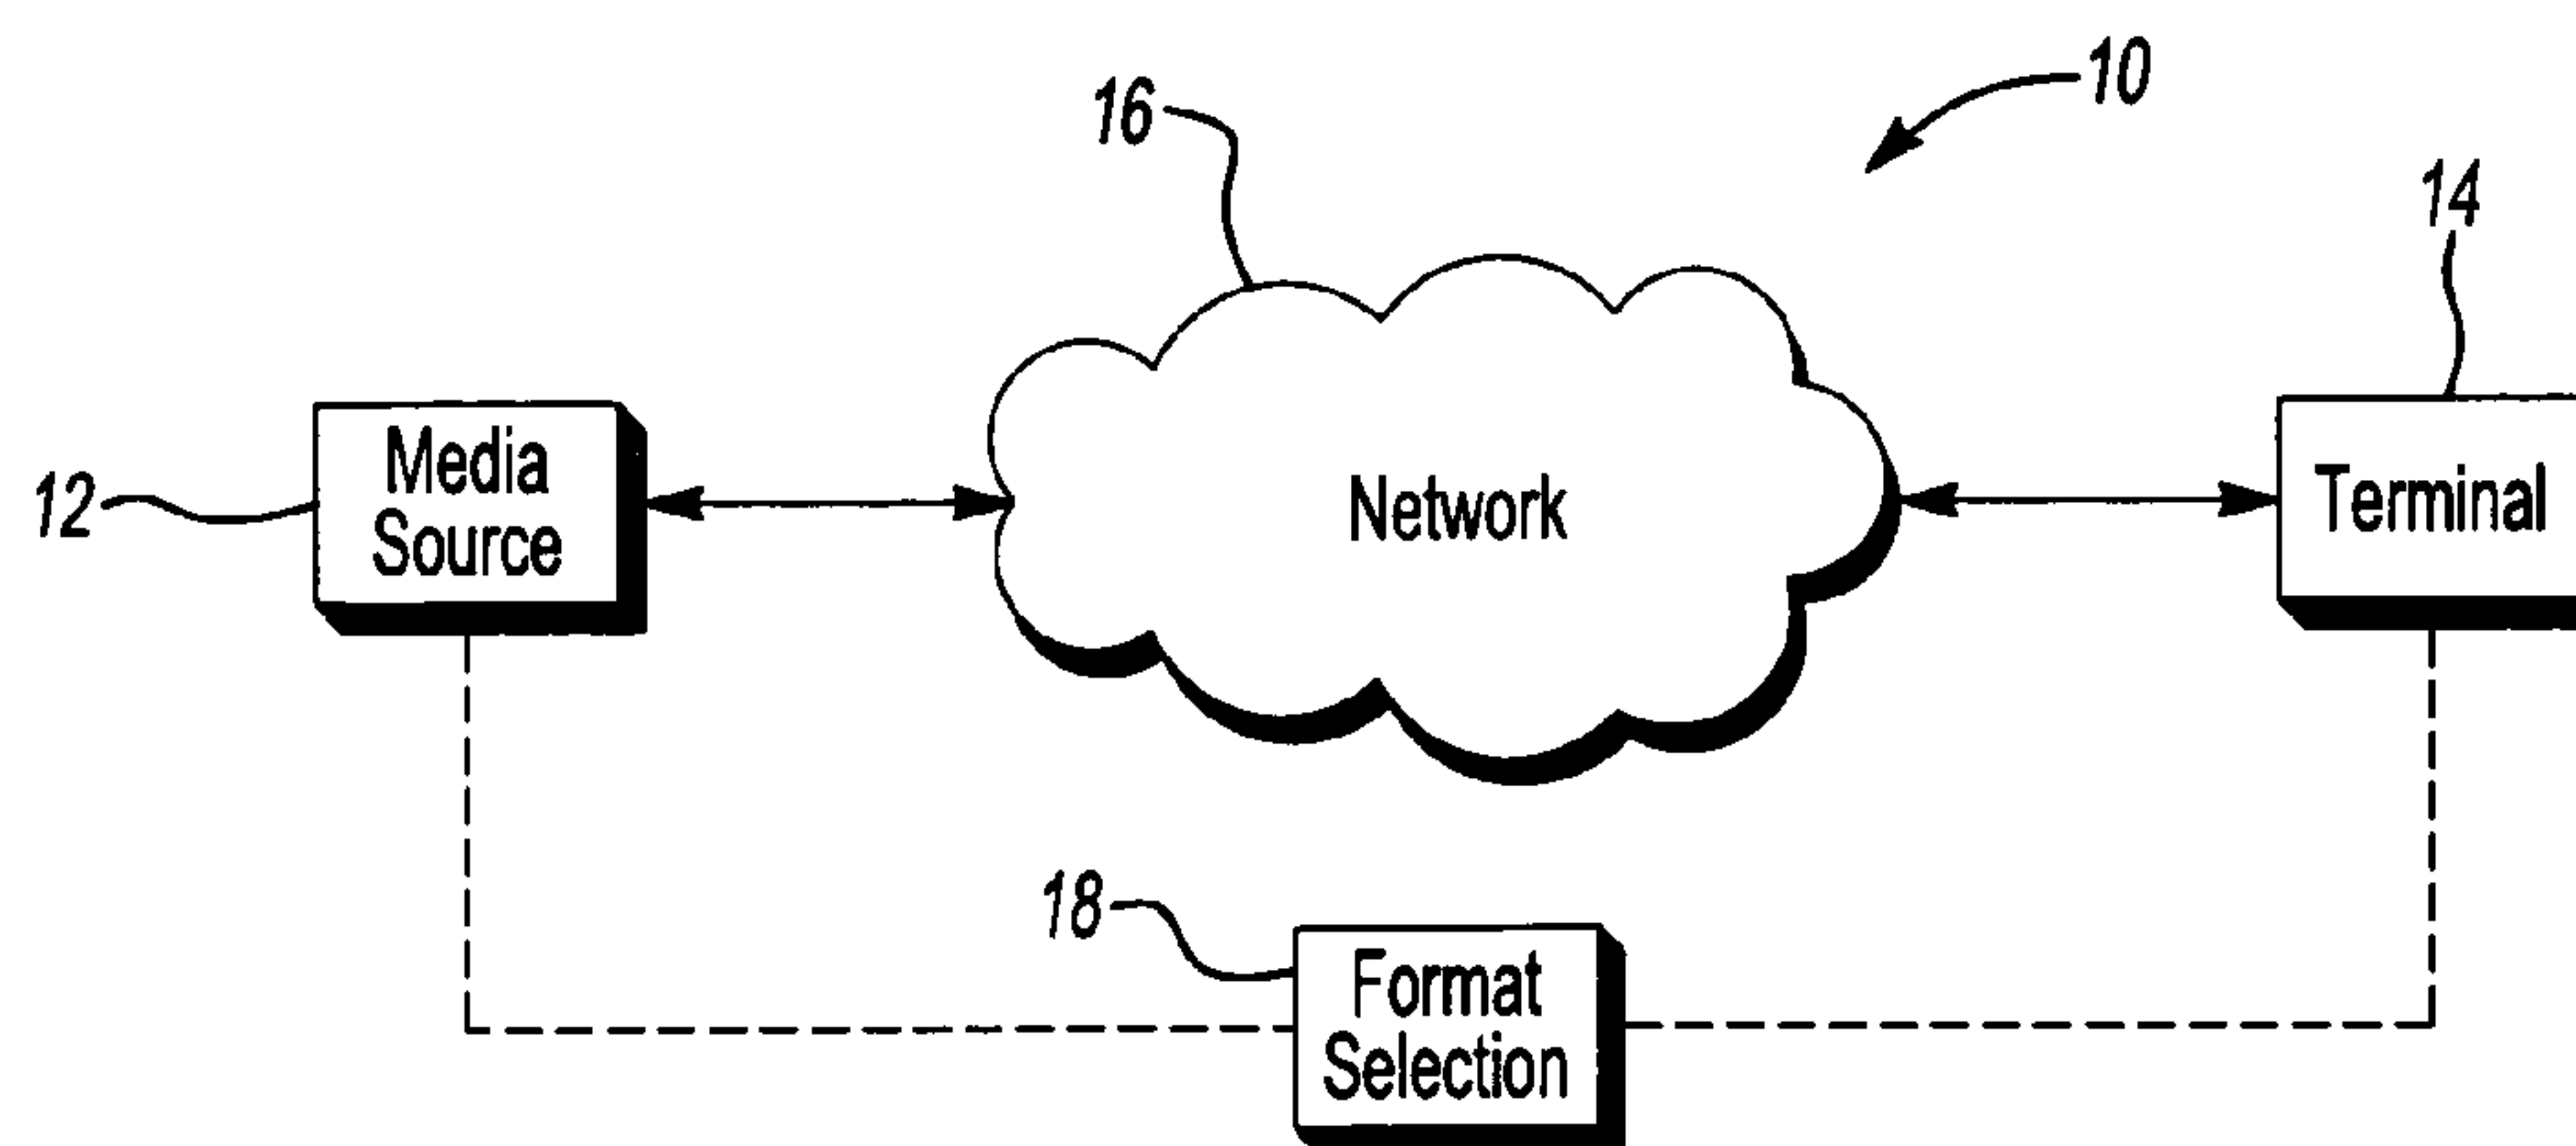 10
16
14
12
Media
Source
Network
Terminal
18
Format
Selection